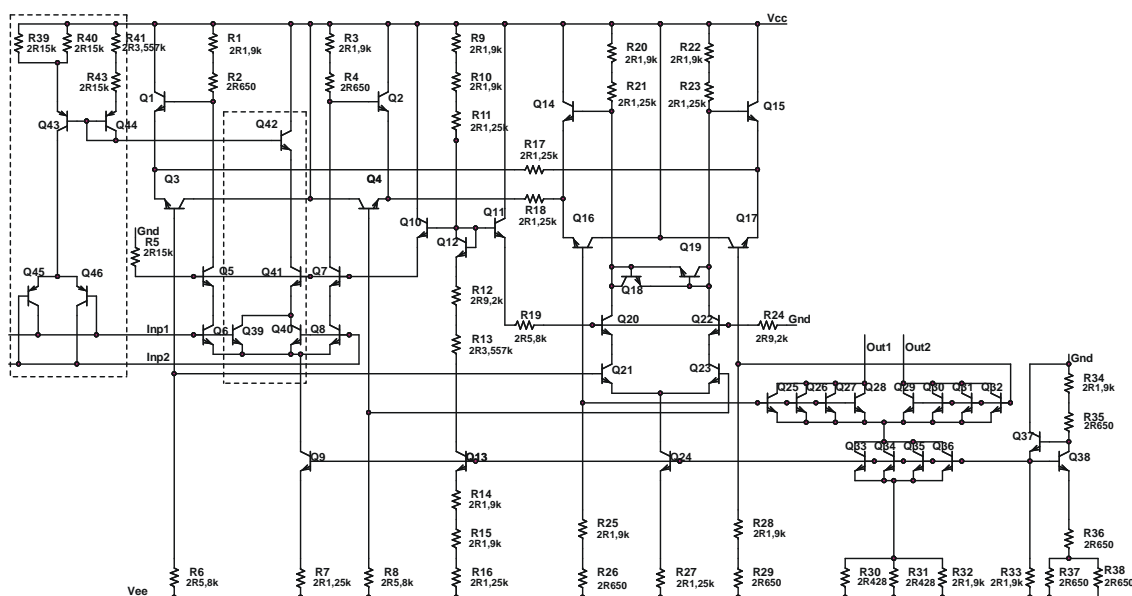 Vcc
R39
2R15k
R40
2R15k
R41
2R3,557k
R43
2R15k
R1
2R1,9k
R2
2R650
R3
2R1,9k
R4
2R650
R9
2R1,9k
R10
2R1,9k
R11
2R1,25k
R20
2R1,9k
R21
2R1,25k
R22
2R1,9k
R23
2R1,25k
Q1
Q2
Q14
Q15
Q43
Q44
Q42
R17
2R1,25k
Q3
Q4
R18
2R1,25k
Q16
Q17
Gnd
R5
2R15k
Q10
Q11
Q12
Q19
Q18
Q45
Q46
Q5
Q41
Q7
R12
2R9,2k
R19
2R5,8k
Q20
Q22
R24
2R9,2k
Gnd
Inp1
Q6
Q39
Q40
Q8
R13
2R3,557k
Inp2
Q21
Q23
Out1
Out2
Gnd
R34
2R1,9k
Q25
Q26
Q27
Q28
Q29
Q30
Q31
Q32
R35
2R650
Q37
Q9
Q13
Q24
Q33
Q34
Q35
Q36
Q38
R14
2R1,9k
R15
2R1,9k
R25
2R1,9k
R28
2R1,9k
R36
2R650
Vee
R6
2R5,8k
R7
2R1,25k
R8
2R5,8k
R16
2R1,25k
R26
2R650
R27
2R1,25k
R29
2R650
R30
2R428
R31
2R428
R32
2R1,9k
R33
2R1,9k
R37
2R650
R38
2R650